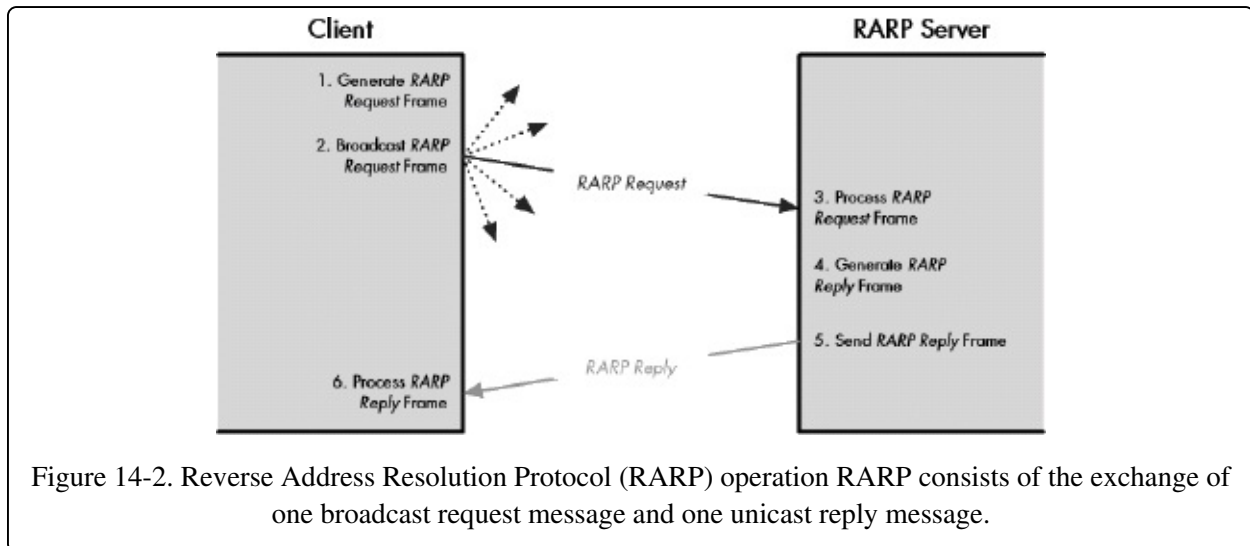 Client
RARP Server
1. Generate RARP
Request Frame
2. Broadcast RARP
Request Frame
RARP Request
3. Process RARP
Request Frame
4. Generate RARP
Reply Frame
5. Send RARP Reply Frame
RARP Reply
6. Process RARP
Reply Frame
Figure 14-2. Reverse Address Resolution Protocol (RARP) operation RARP consists of the exchange of
one broadcast request message and one unicast reply message.